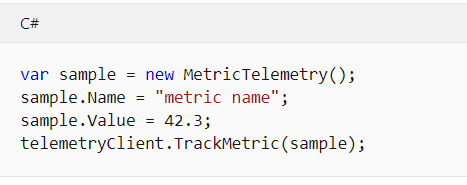 C#
var sample = new MetricTelemetry();
sample.Name = "metric name";
sample.Value = 42.3;
telemetryClient.TrackMetric(sample);